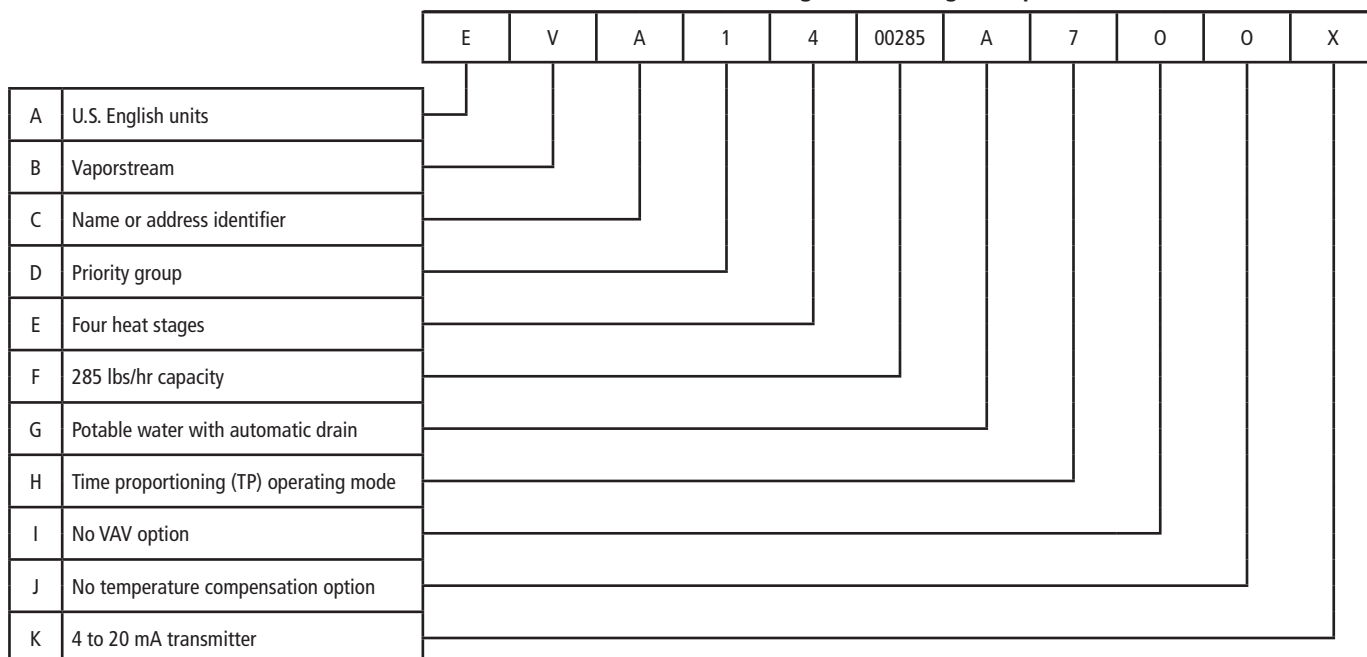 E V A 1 4 00285 A 7 O O X
A U.S. English units
B Vaporstream
C Name or address identifier
D Priority group
E Four heat stages
F 285 lbs/hr capacity
G Potable water with automatic drain
H Time proportioning (TP) operating mode
I No VAV option
J No temperature compensation option
K 4 to 20 mA transmitter